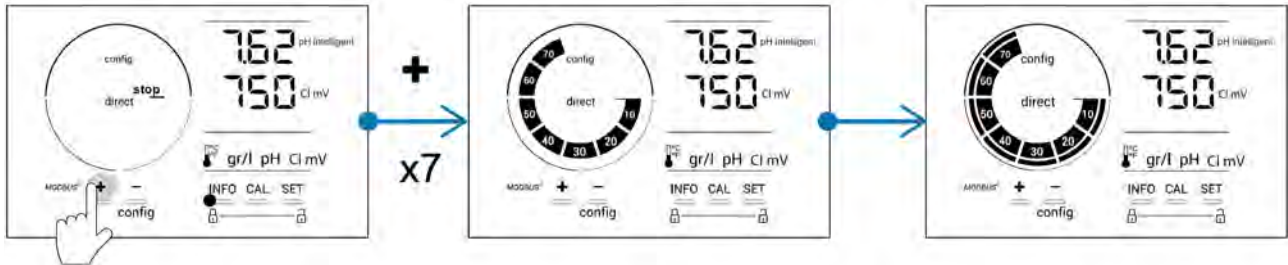 config
stop
direct
7.62 pH intelligent
750 Cl mV
°C °F gr/l pH Cl mV
MODBUS + -
INFO CAL SET
config
+
x7
70
config
60
direct
50
10
40
20
30
7.62 pH intelligent
750 Cl mV
gr/l pH Cl mV
MODBUS + -
INFO CAL SET
config
70
config
60
direct
50
10
40
20
30
7.62 pH intelligent
750 Cl mV
°C °F gr/l pH Cl mV
MODBUS + -
INFO CAL SET
config